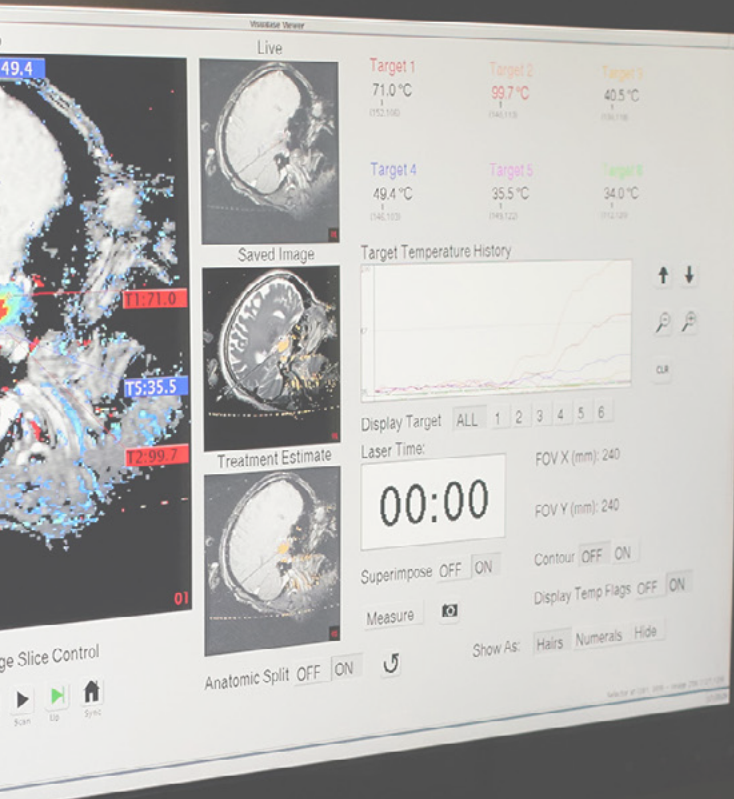 Visualase Viewer
49.4
T1:71.0
T5:35.5
T2:99.7
01
ge Slice Control
Scan
Up
Sync
Live
Saved Image
Treatment Estimate
Anatomic Split OFF ON
Target 1
71.0 °C
Target 2
99.7 °C
40.5 °C
Target 4
49.4 °C
Target 5
35.5 °C
Target 6
34.0 °C
Target Temperature History
CLR
Display Target ALL 1 2 3 4 5 6
Laser Time:
00:00
FOV X (mm): 240
FOV Y (mm): 240
Superimpose OFF ON
Contour OFF ON
Display Temp Flags OFF ON
Measure
Show As: Hairs Numerals Hide